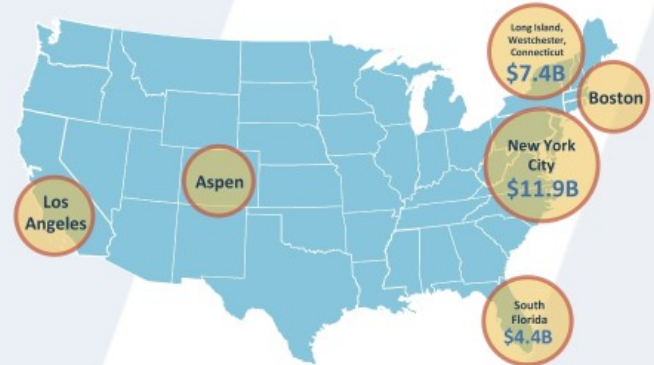 Long Island,
Westchester,
Connecticut
$7.4B
Boston
New York
City
$11.9B
Aspen
Los
Angeles
South
Florida
$4.4B